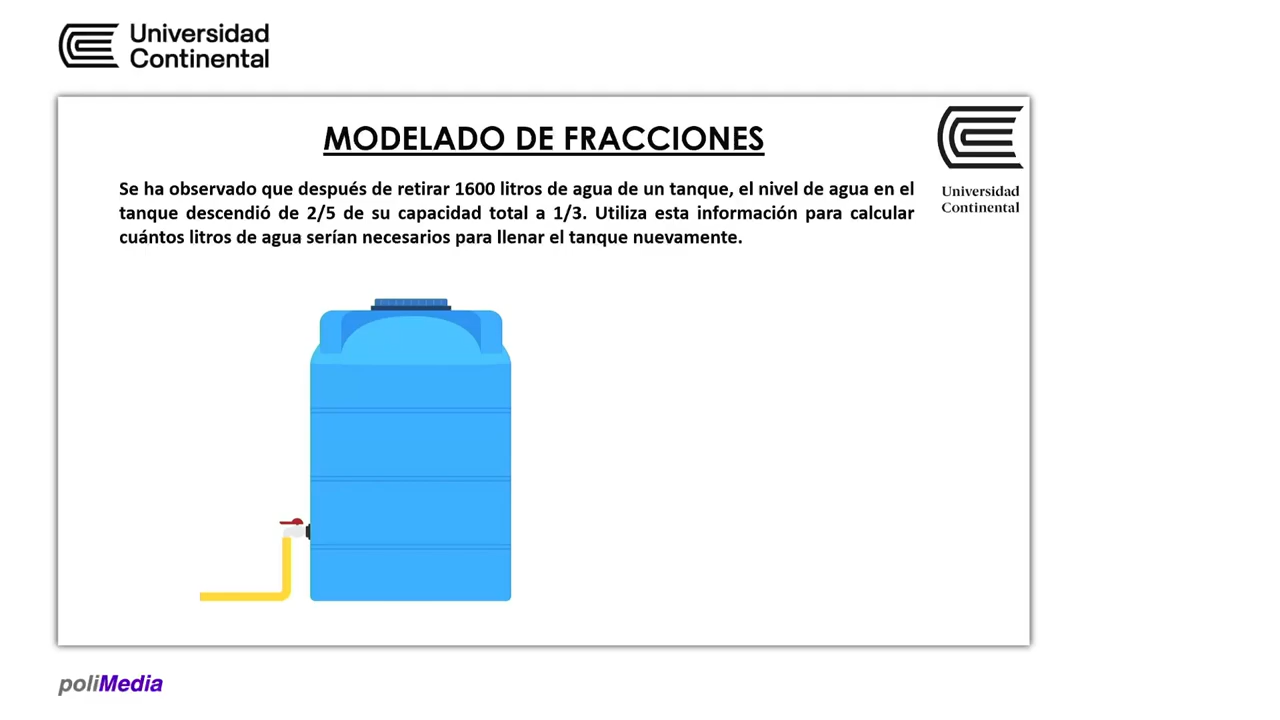 Universidad
Continental
MODELADO DE FRACCIONES
Se ha observado que después de retirar 1600 litros de agua de un tanque, el nivel de agua en el
tanque descendió de 2/5 de su capacidad total a 1/3. Utiliza esta información para calcular
cuántos litros de agua serían necesarios para llenar el tanque nuevamente.
Universidad
Continental
poliMedia